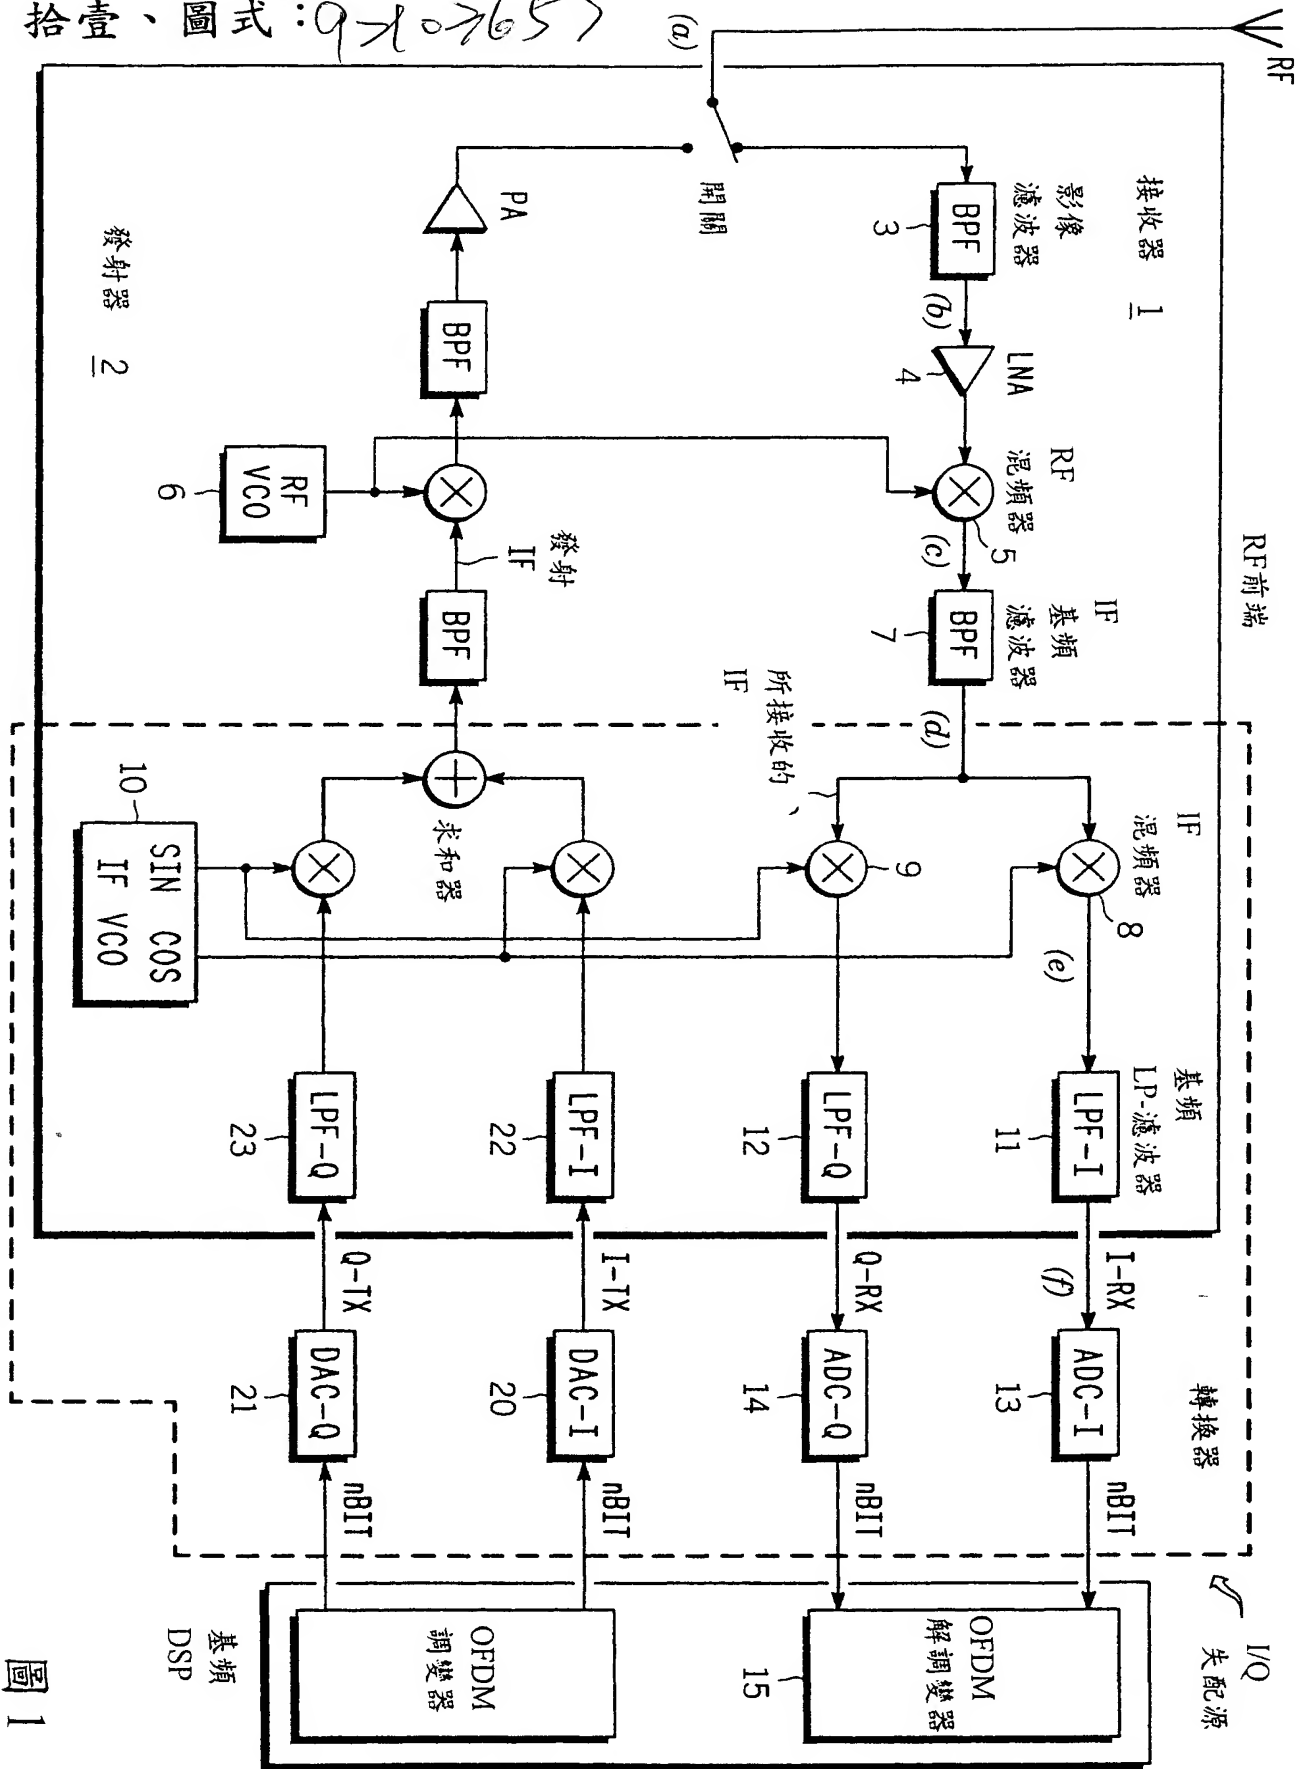 拾壹、圖式：
RF
(a)
開關
RF前端
接收器 1
影像
濾波器
BPF
3
(b)
LNA
4
RF
混頻器
5
(c)
IF
基頻
濾波器
BPF
7
(d)
所接收的
IF
IF
混頻器
8
9
(e)
基頻
LP-濾波器
LPF-I
11
LPF-Q
12
I-RX
(f)
Q-RX
轉換器
ADC-I
13
ADC-Q
14
nBIT
nBIT
I/Q
失配源
OFDM
解調變器
15
發射器 2
PA
BPF
RF
VCO
6
發射
IF
BPF
求和器
SIN COS
IF VCO
10
LPF-I
22
LPF-Q
23
I-TX
Q-TX
DAC-I
20
DAC-Q
21
nBIT
nBIT
OFDM
調變器
基頻
DSP
圖 1